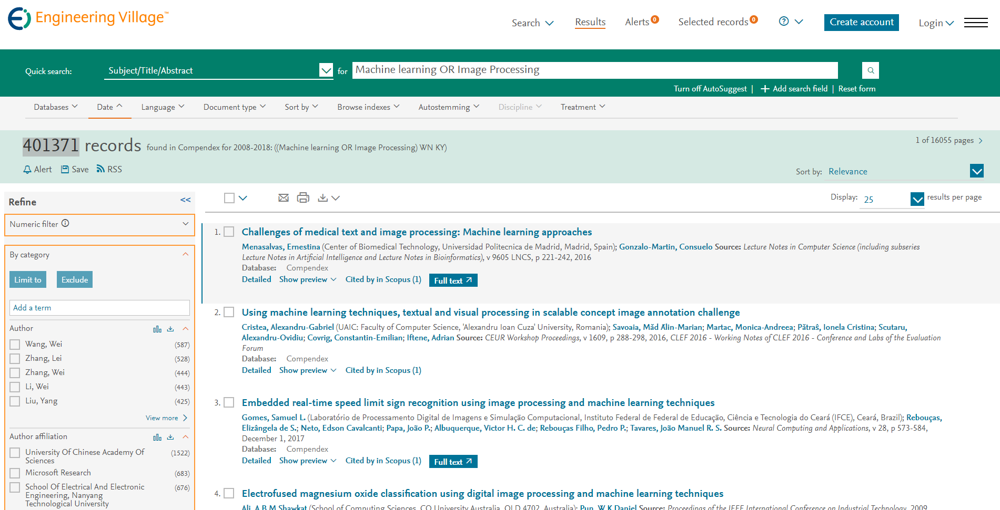 Engineering Village™
Search
Results
Alerts 0
Selected records 0
Create account
Login
Quick search:
Subject/Title/Abstract
for
Machine learning OR Image Processing
Turn off AutoSuggest | + Add search field | Reset form
Databases
Date
Language
Document type
Sort by
Browse indexes
Autostemming
Discipline
Treatment
401371 records found in Compendex for 2008-2018: ((Machine learning OR Image Processing) WN KY)
1 of 16055 pages >
Alert
Save
RSS
Sort by: Relevance
Refine
<<
Numeric filter
By category
Limit to
Exclude
Add a term
Author
Wang, Wei (587)
Zhang, Lei (528)
Zhang, Wei (444)
Li, Wei (443)
Liu, Yang (425)
View more >
Author affiliation
University Of Chinese Academy Of (1522)
Sciences
Microsoft Research (683)
School Of Electrical And Electronic (676)
Engineering, Nanyang
Technological University
Display: 25 results per page
1. Challenges of medical text and image processing: Machine learning approaches
Menasalvas, Ernestina (Center of Biomedical Technology, Universidad Politecnica de Madrid, Madrid, Spain); Gonzalo-Martin, Consuelo Source: Lecture Notes in Computer Science (including subseries
Lecture Notes in Artificial Intelligence and Lecture Notes in Bioinformatics), v 9605 LNCS, p 221-242, 2016
Database: Compendex
Detailed Show preview Cited by in Scopus (1) Full text
2. Using machine learning techniques, textual and visual processing in scalable concept image annotation challenge
Cristea, Alexandru-Gabriel (UAIC: Faculty of Computer Science, 'Alexandru Ioan Cuza' University, Romania); Savoaia, Mǎd Ǎlin-Marian; Martac, Monica-Andreea; Pǎtraŝ, Ionela Cristina; Scutaru,
Alexandru-Ovidiu; Covrig, Constantin-Emilian; Iftene, Adrian Source: CEUR Workshop Proceedings, v 1609, p 288-298, 2016, CLEF 2016 - Working Notes of CLEF 2016 - Conference and Labs of the Evaluation
Forum
Database: Compendex
Detailed Show preview Cited by in Scopus (1)
3. Embedded real-time speed limit sign recognition using image processing and machine learning techniques
Gomes, Samuel L. (Laboratório de Processamento Digital de Imagens e Simulação Computacional, Instituto Federal de Federal de Educação, Ciência e Tecnologia do Ceará (IFCE), Ceará, Brazil); Rebouças,
Elizângela de S.; Neto, Edson Cavalcanti; Papa, João P.; Albuquerque, Victor H. C. de; Rebouças Filho, Pedro P.; Tavares, João Manuel R. S. Source: Neural Computing and Applications, v 28, p 573-584,
December 1, 2017
Database: Compendex
Detailed Show preview Cited by in Scopus (1) Full text
4. Electrofused magnesium oxide classification using digital image processing and machine learning techniques
Ali, A.B.M Shawkat (School of Computing Sciences, CQ University Australia, QLD 4702, Australia); Pun, W.K Daniel Source: Proceedings of the IEEE International Conference on Industrial Technology, 2009